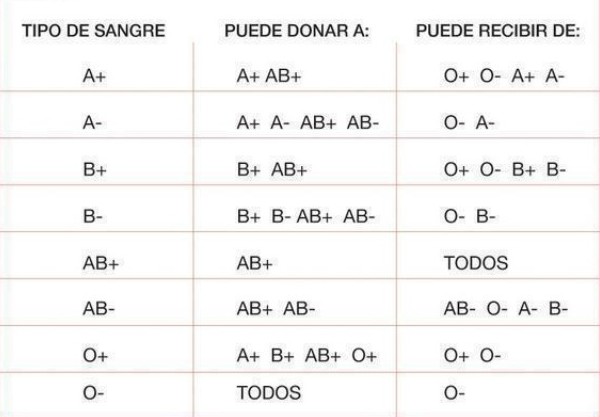 TIPO DE SANGRE PUEDE DONAR A: PUEDE RECIBIR DE:
A+ A+ AB+ O+ O- A+ A-
A- A+ A- AB+ AB- O- A-
B+ B+ AB+ O+ O- B+ B-
B- B+ B- AB+ AB- O- B-
AB+ AB+ TODOS
AB- AB+ AB- AB- O- A- B-
O+ A+ B+ AB+ O+ O+ O-
O- TODOS O-